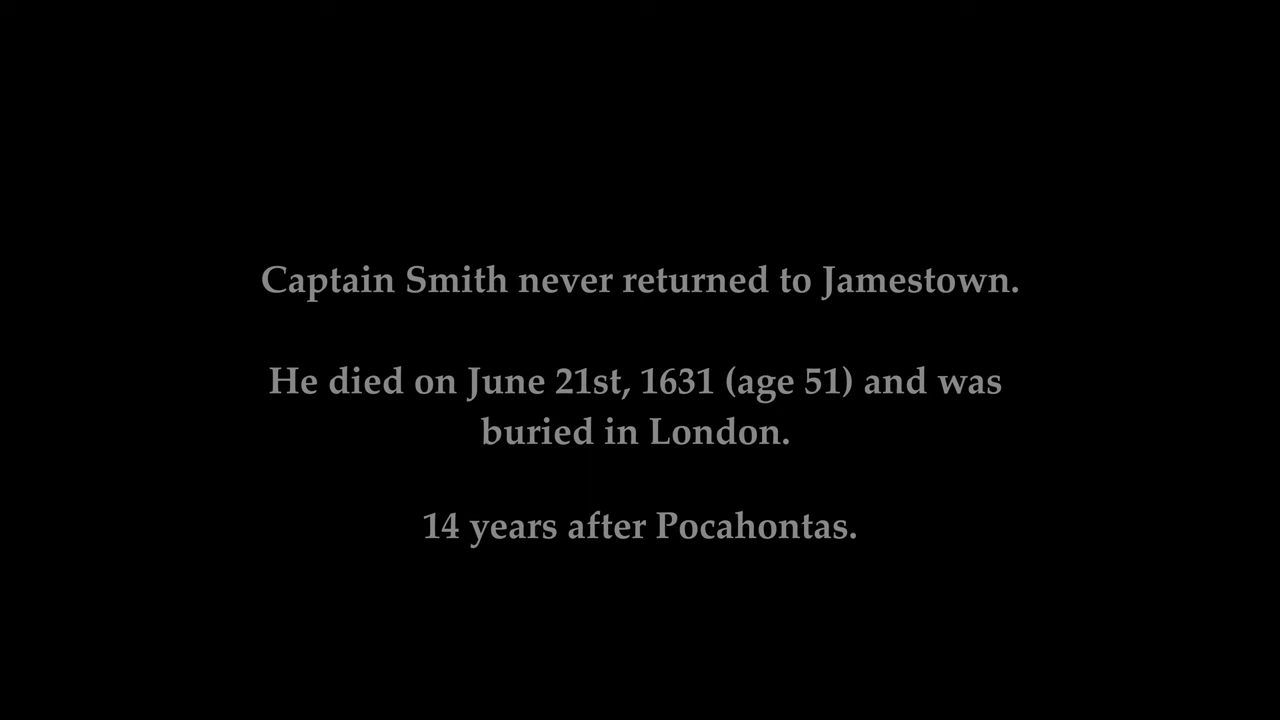 Captain Smith never returned to Jamestown.
He died on June 21st, 1631 (age 51) and was
buried in London.
14 years after Pocahontas.